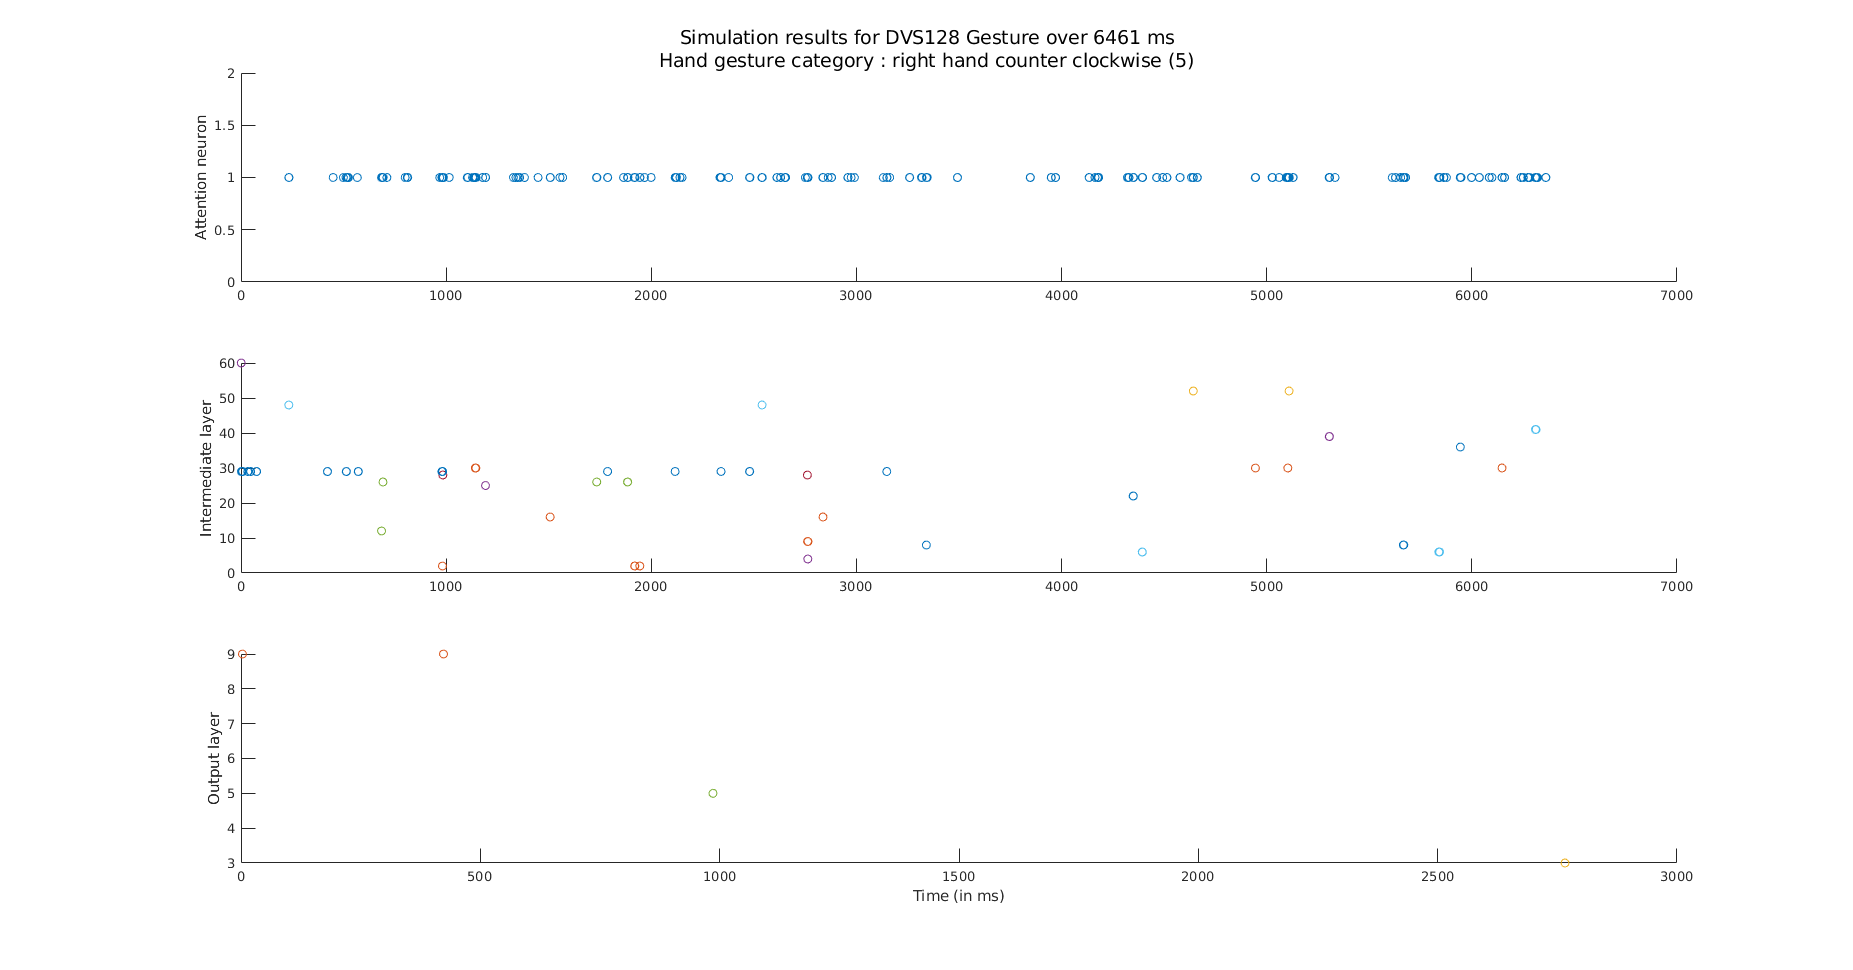 Simulation results for DVS128 Gesture over 6461 ms
Hand gesture category : right hand counter clockwise (5)
Attention neuron
2
1.5
1
0.5
0
0 1000 2000 3000 4000 5000 6000 7000
Intermediate layer
60
50
40
30
20
10
0
0 1000 2000 3000 4000 5000 6000 7000
Output layer
9
8
7
6
5
4
3
0 500 1000 1500 2000 2500 3000
Time (in ms)